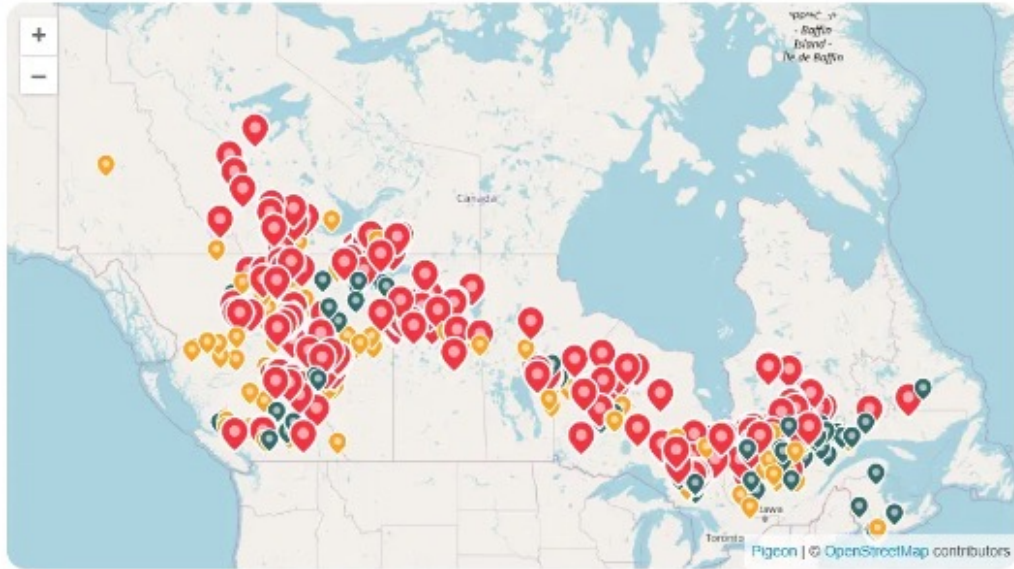 +
−
- Baffin
Island -
Île de Baffin
Canada
Toronto
Pigeon | © OpenStreetMap contributors